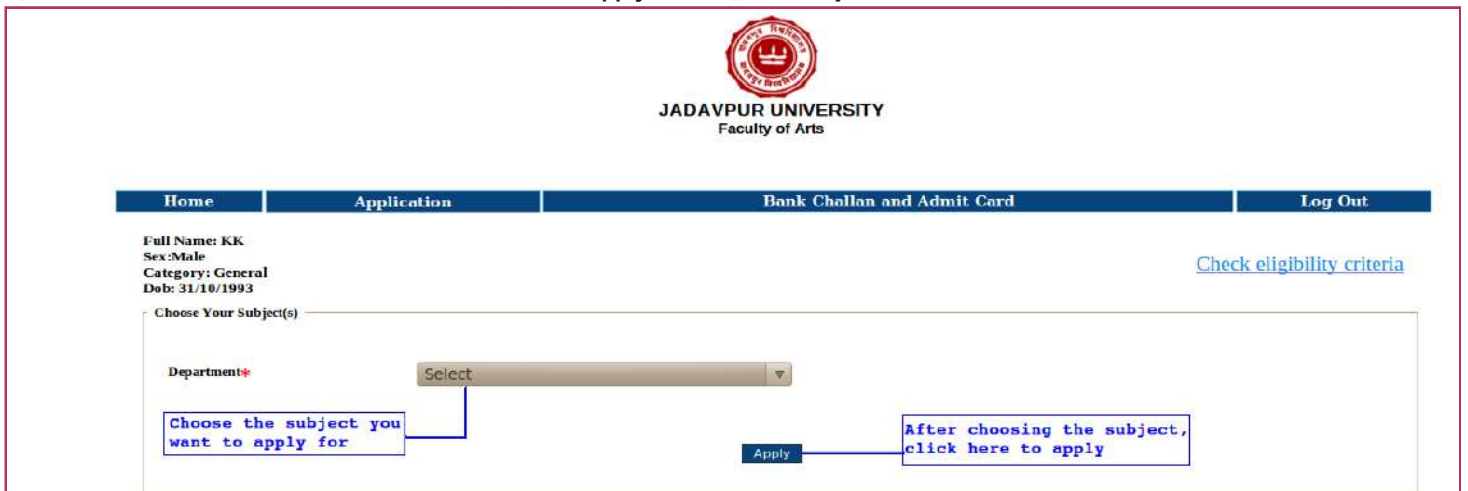 JADAVPUR UNIVERSITY
Faculty of Arts
Home Application Bank Challan and Admit Card Log Out
Full Name: KK
Sex:Male
Category: General
Dob: 31/10/1993
Check eligibility criteria
Choose Your Subject(s)
Department* Select
Choose the subject you
want to apply for
After choosing the subject,
click here to apply
Apply